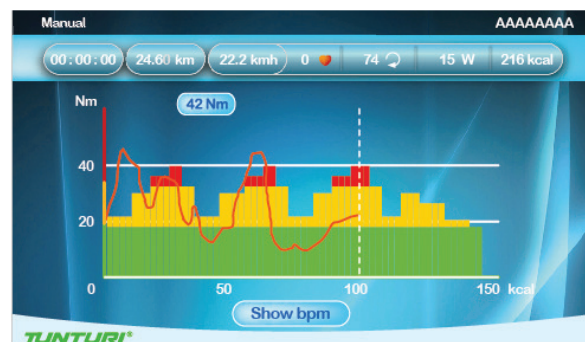 Manual AAAAAAAA
00:00:00 24.60 km 22.2 kmh 0 74 15 W 216 kcal
Nm 42 Nm
40
20
0 50 100 150 kcal
Show bpm
TUNTURI®